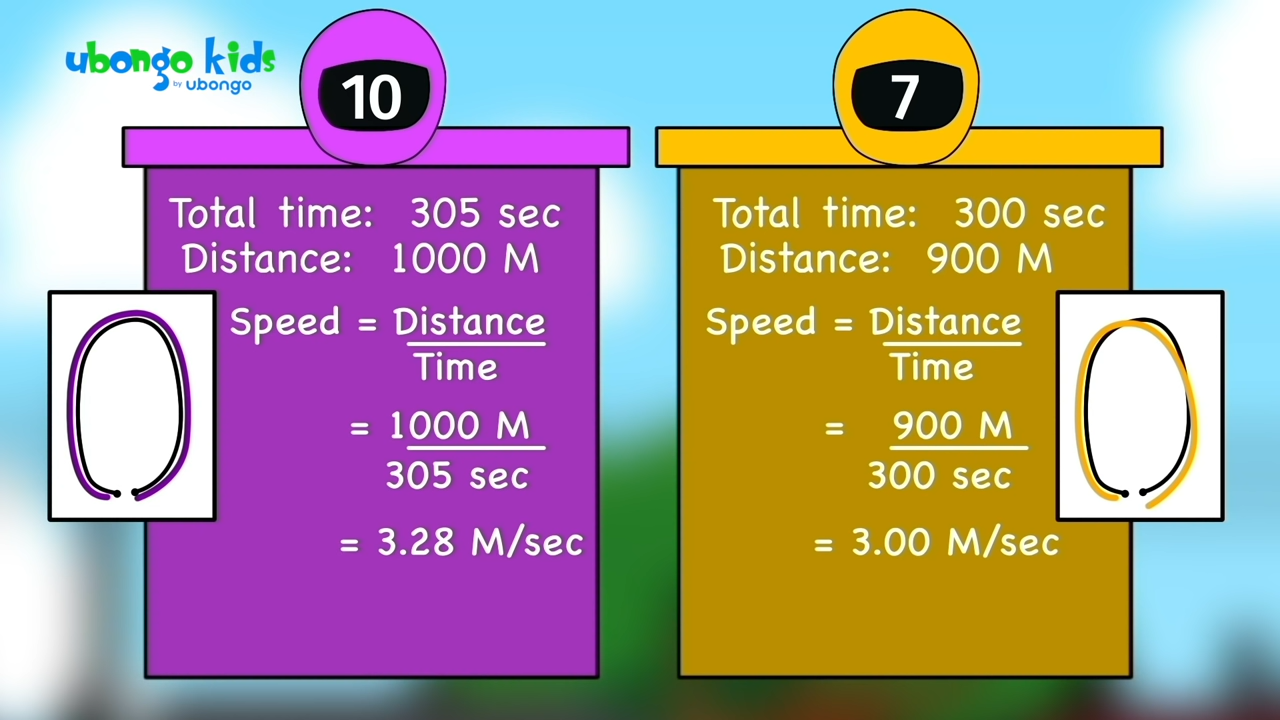 ubongo kids
by ubongo
10
Total time: 305 sec
Distance: 1000 M
Speed = Distance
Time
= 1000 M
305 sec
= 3.28 M/sec
7
Total time: 300 sec
Distance: 900 M
Speed = Distance
Time
= 900 M
300 sec
= 3.00 M/sec